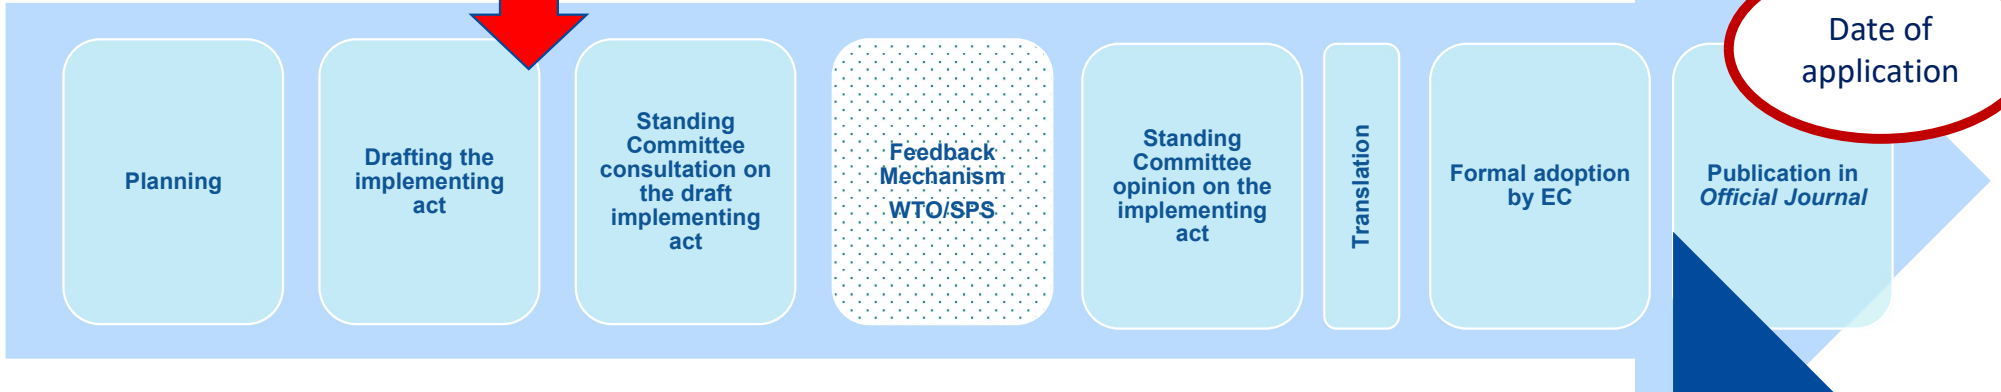 Planning
Drafting the
implementing
act
Standing
Committee
consultation on
the draft
implementing
act
Feedback
Mechanism
WTO/SPS
Standing
Committee
opinion on the
implementing
act
Translation
Formal adoption
by EC
Publication in
Official Journal
Date of
application